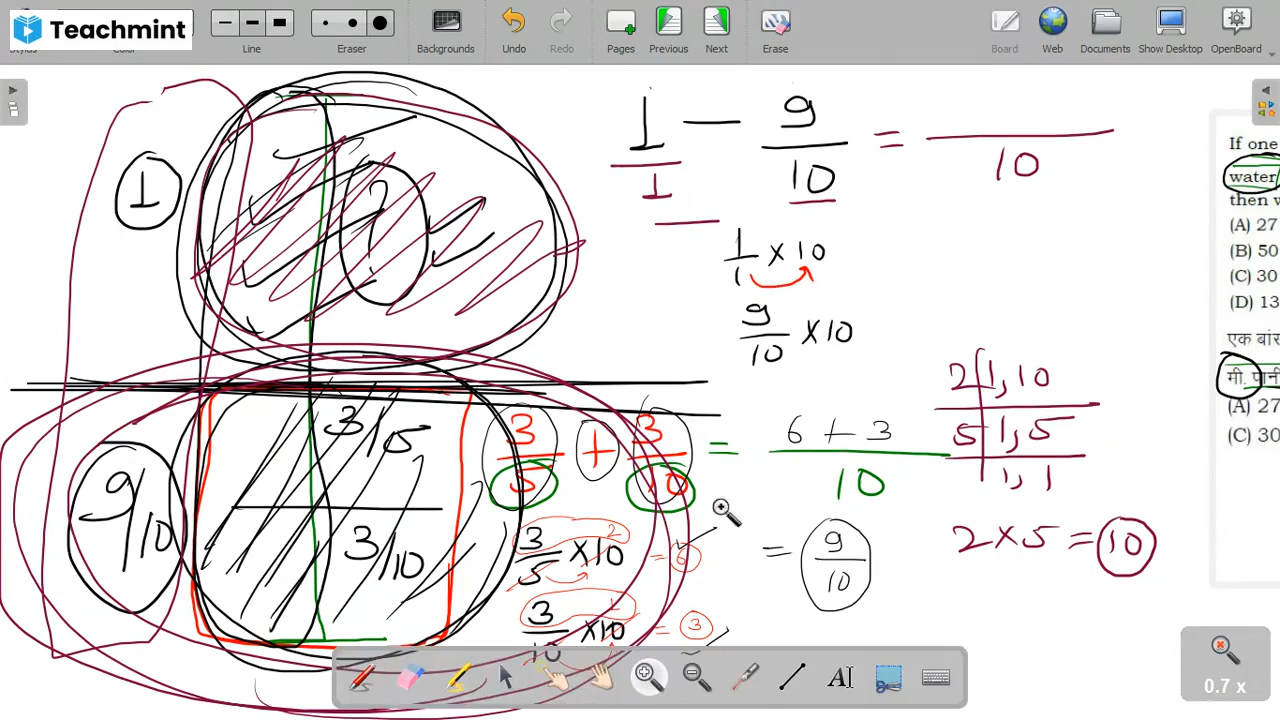 Teachmint
Line
Eraser
Backgrounds
Undo
Redo
Pages
Previous
Next
Erase
Board
Web
Documents
Show Desktop
OpenBoard
1
?
1/1 - 9/10 = /10
1/1 × 10
9/10 × 10
9/10
3/5
3/10
3/5 + 3/10 = 6 + 3/10
3/5 × 10 2 = 6
3/10 × 10 1 = 3
= 9/10
2 | 1, 10
5 | 1, 5
1, 1
2 × 5 = 10
If one
water
then
(A) 27
(B) 50
(C) 30
(D) 13
एक बांस
मी. पानी
(A) 27
(C) 30
0.7 x